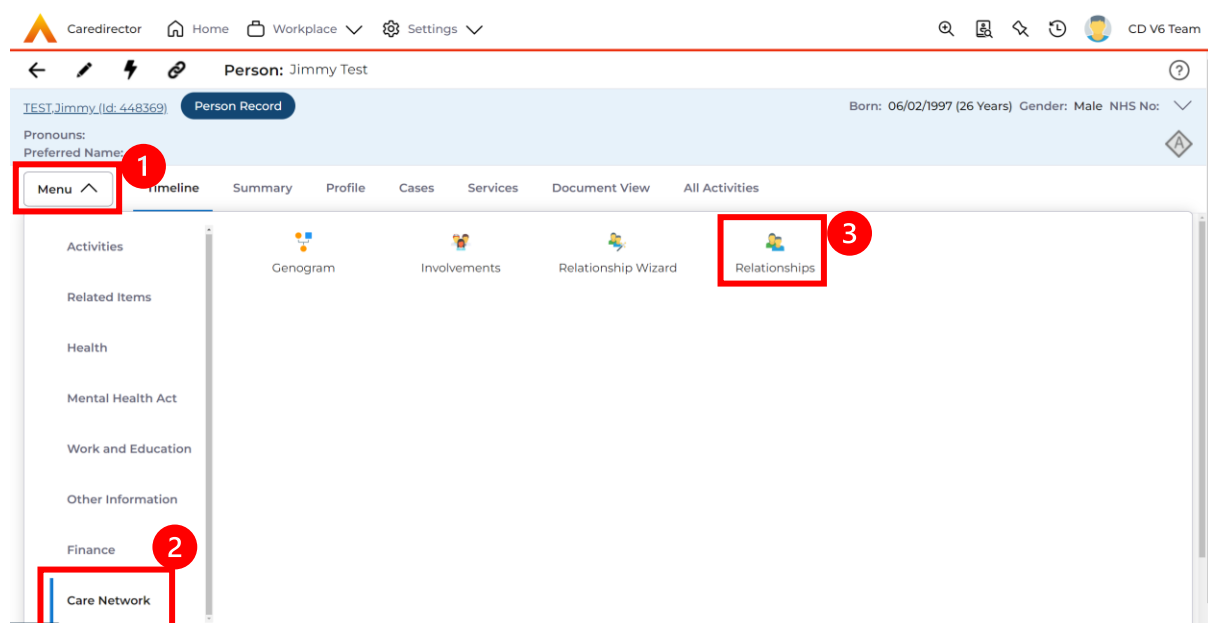 Caredirector Home Workplace Settings CD V6 Team
Person: Jimmy Test ?
TEST,Jimmy (Id: 448369) Person Record Born: 06/02/1997 (26 Years) Gender: Male NHS No:
Pronouns:
Preferred Name: A
1
Menu Timeline Summary Profile Cases Services Document View All Activities
3
Activities
Genogram Involvements Relationship Wizard Relationships
Related Items
Health
Mental Health Act
Work and Education
Other Information
2
Finance
Care Network